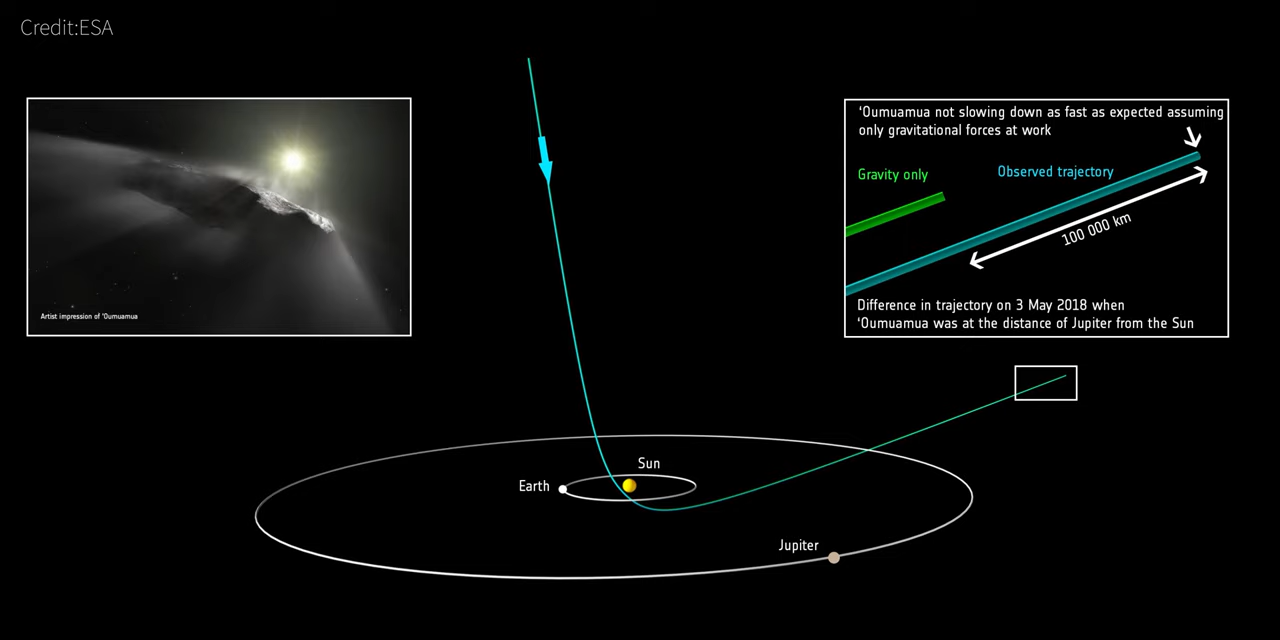 Credit:ESA
Artist impression of 'Oumuamua
'Oumuamua not slowing down as fast as expected assuming
only gravitational forces at work
Gravity only
Observed trajectory
100 000 km
Difference in trajectory on 3 May 2018 when
'Oumuamua was at the distance of Jupiter from the Sun
Sun
Earth
Jupiter